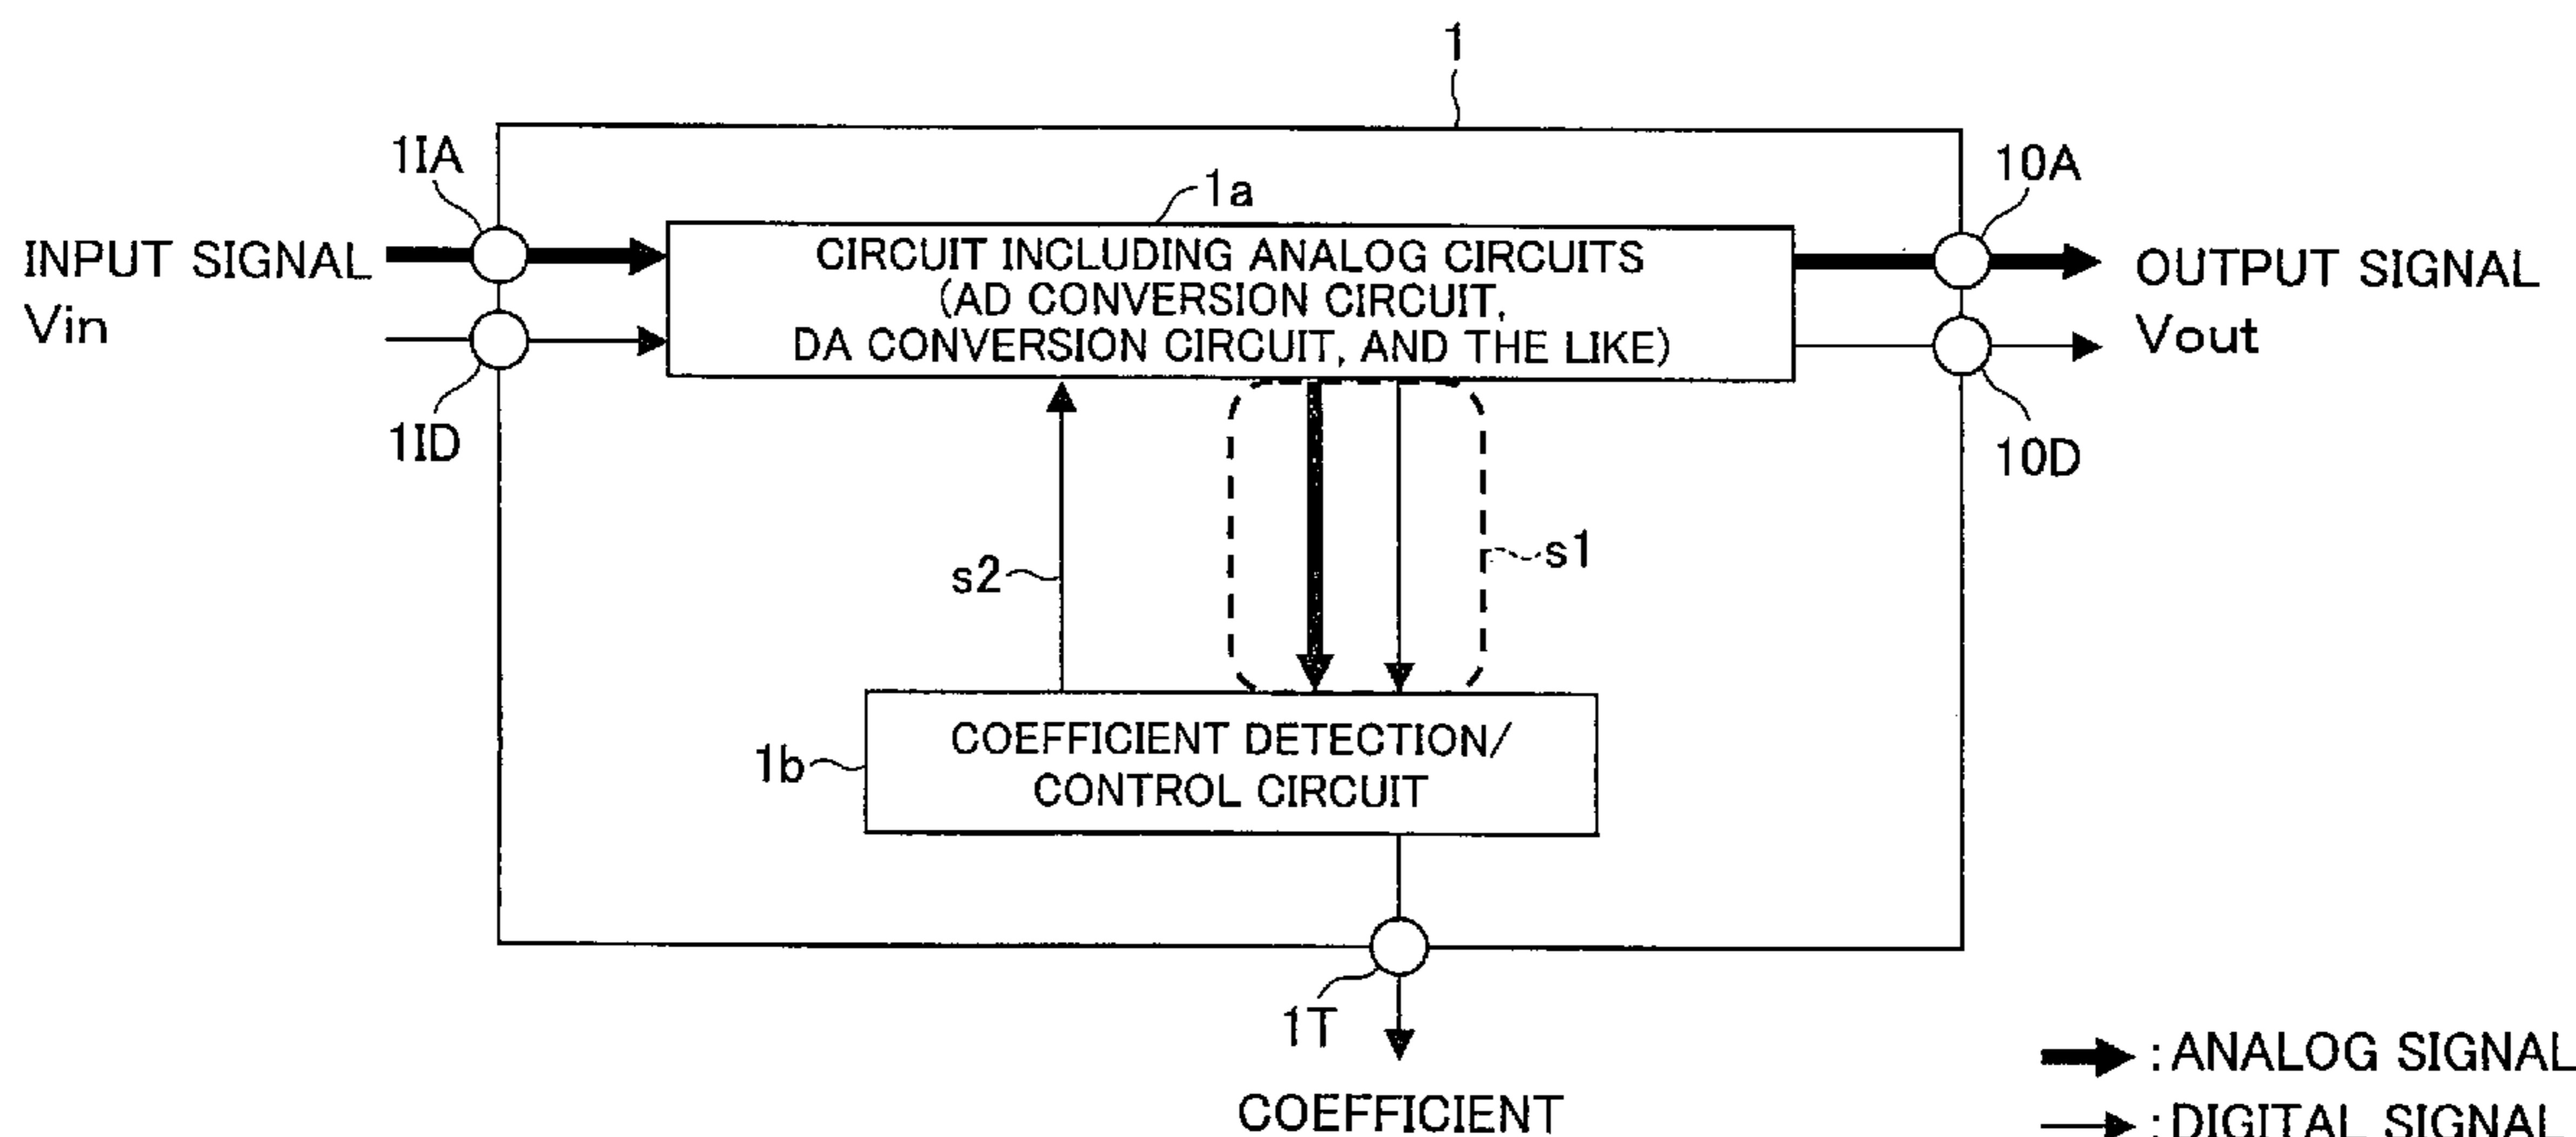 1
1IA
10A
1a
INPUT SIGNAL
Vin
CIRCUIT INCLUDING ANALOG CIRCUITS
(AD CONVERSION CIRCUIT,
DA CONVERSION CIRCUIT, AND THE LIKE)
OUTPUT SIGNAL
Vout
1ID
10D
s2
s1
1b
COEFFICIENT DETECTION/
CONTROL CIRCUIT
1T
COEFFICIENT
:ANALOG SIGNAL
:DIGITAL SIGNAL